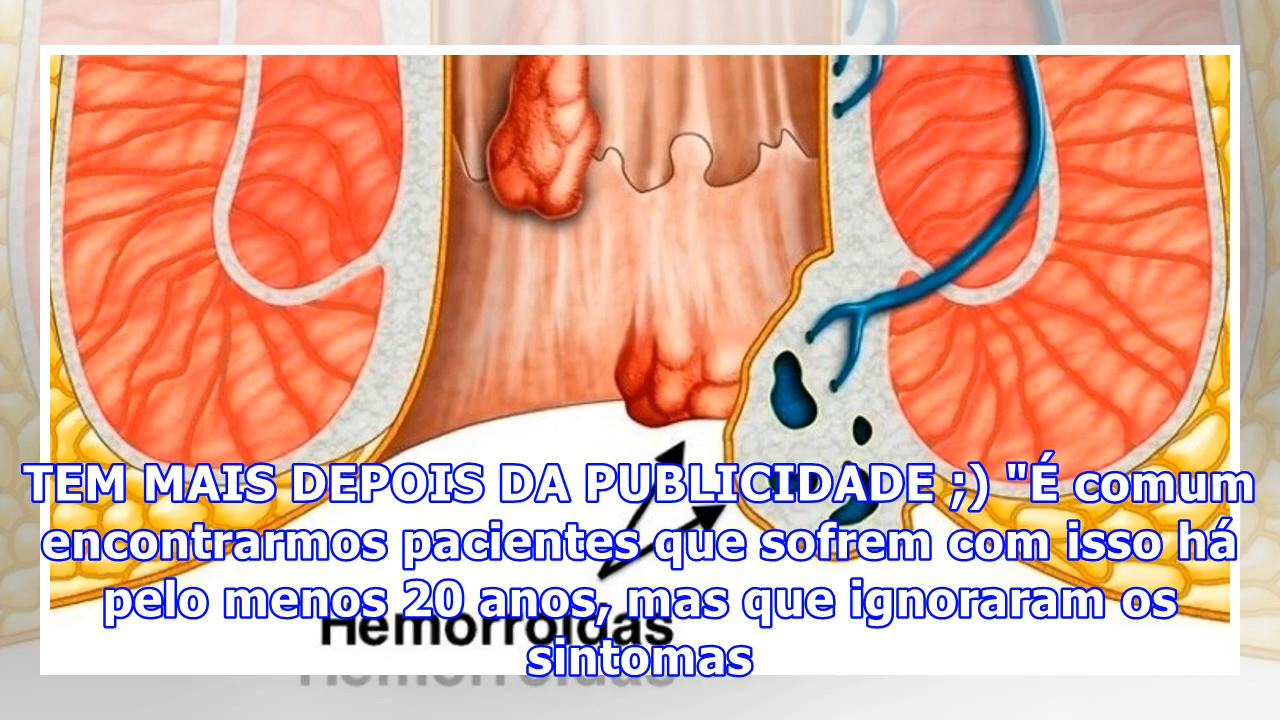 TEM MAIS DEPOIS DA PUBLICIDADE ;) "É comum
encontrarmos pacientes que sofrem com isso há
pelo menos 20 anos, mas que ignoraram os
Hemorroidas
sintomas